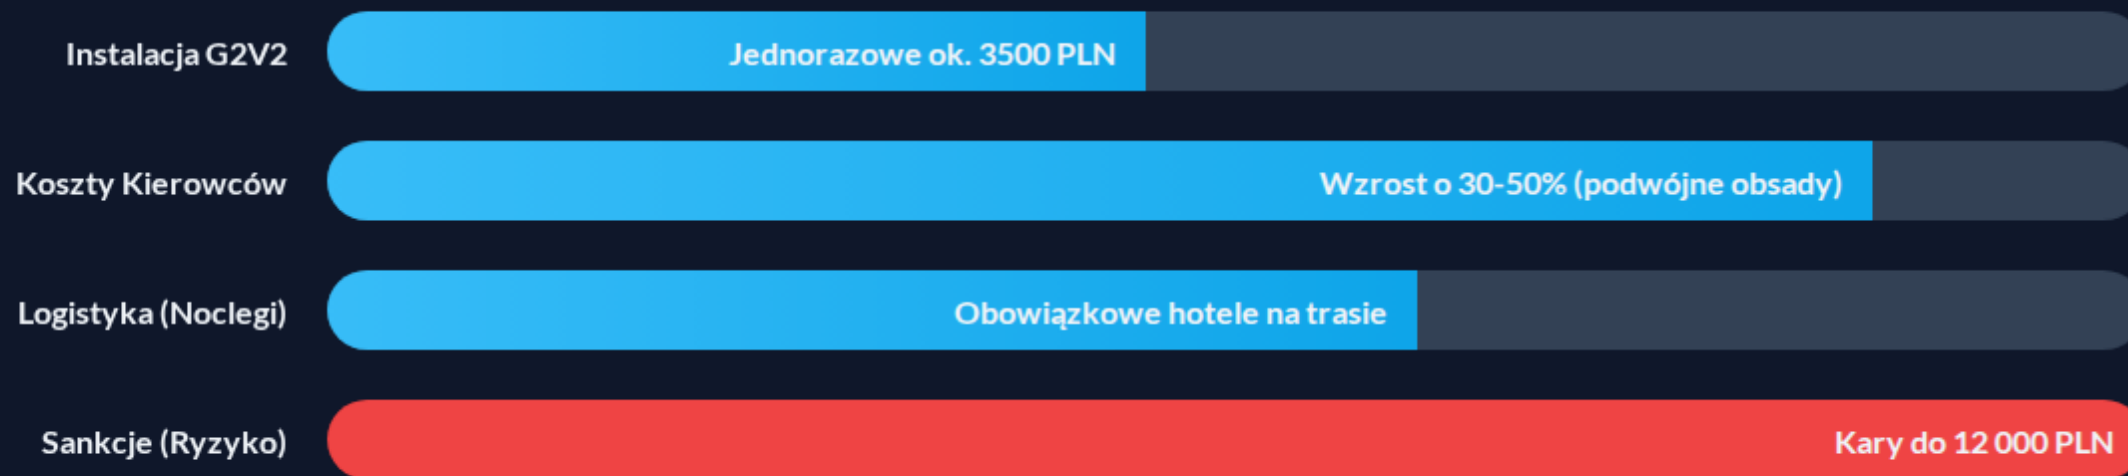 Instalacja G2V2
Jednorazowe ok. 3500 PLN
Koszty Kierowców
Wzrost o 30-50% (podwójne obsady)
Logistyka (Noclegi)
Obowiązkowe hotele na trasie
Sankcje (Ryzyko)
Kary do 12 000 PLN